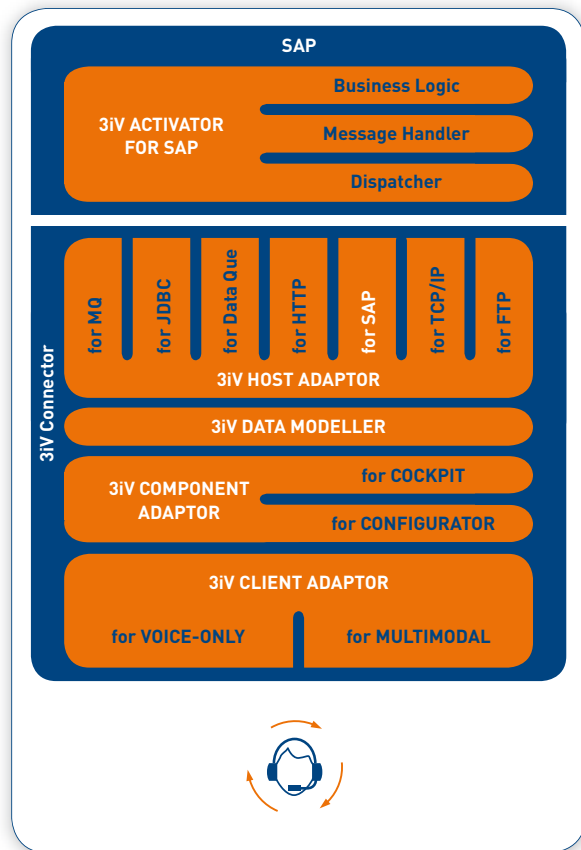 SAP
3iV ACTIVATOR
FOR SAP
Business Logic
Message Handler
Dispatcher
3iV Connector
for MQ
for JDBC
for Data Que
for HTTP
for SAP
for TCP/IP
for FTP
3iV HOST ADAPTOR
3iV DATA MODELLER
3iV COMPONENT
ADAPTOR
for COCKPIT
for CONFIGURATOR
3iV CLIENT ADAPTOR
for VOICE-ONLY
for MULTIMODAL